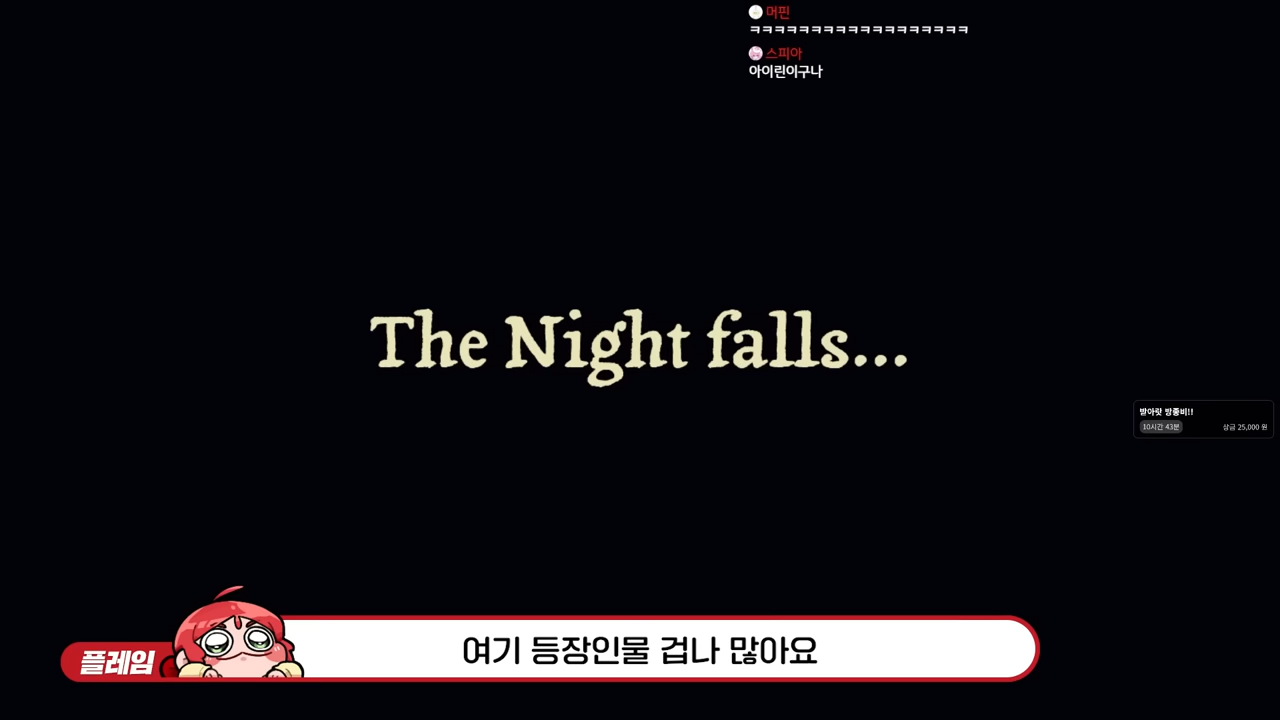 머핀
ㅋㅋㅋㅋㅋㅋㅋㅋㅋㅋㅋㅋㅋㅋㅋㅋㅋㅋ
스피아
아이린이구나
The Night falls...
받아랏 방종비!!
10시간 43분
상금 25,000 원
플레임
여기 등장인물 겁나 많아요